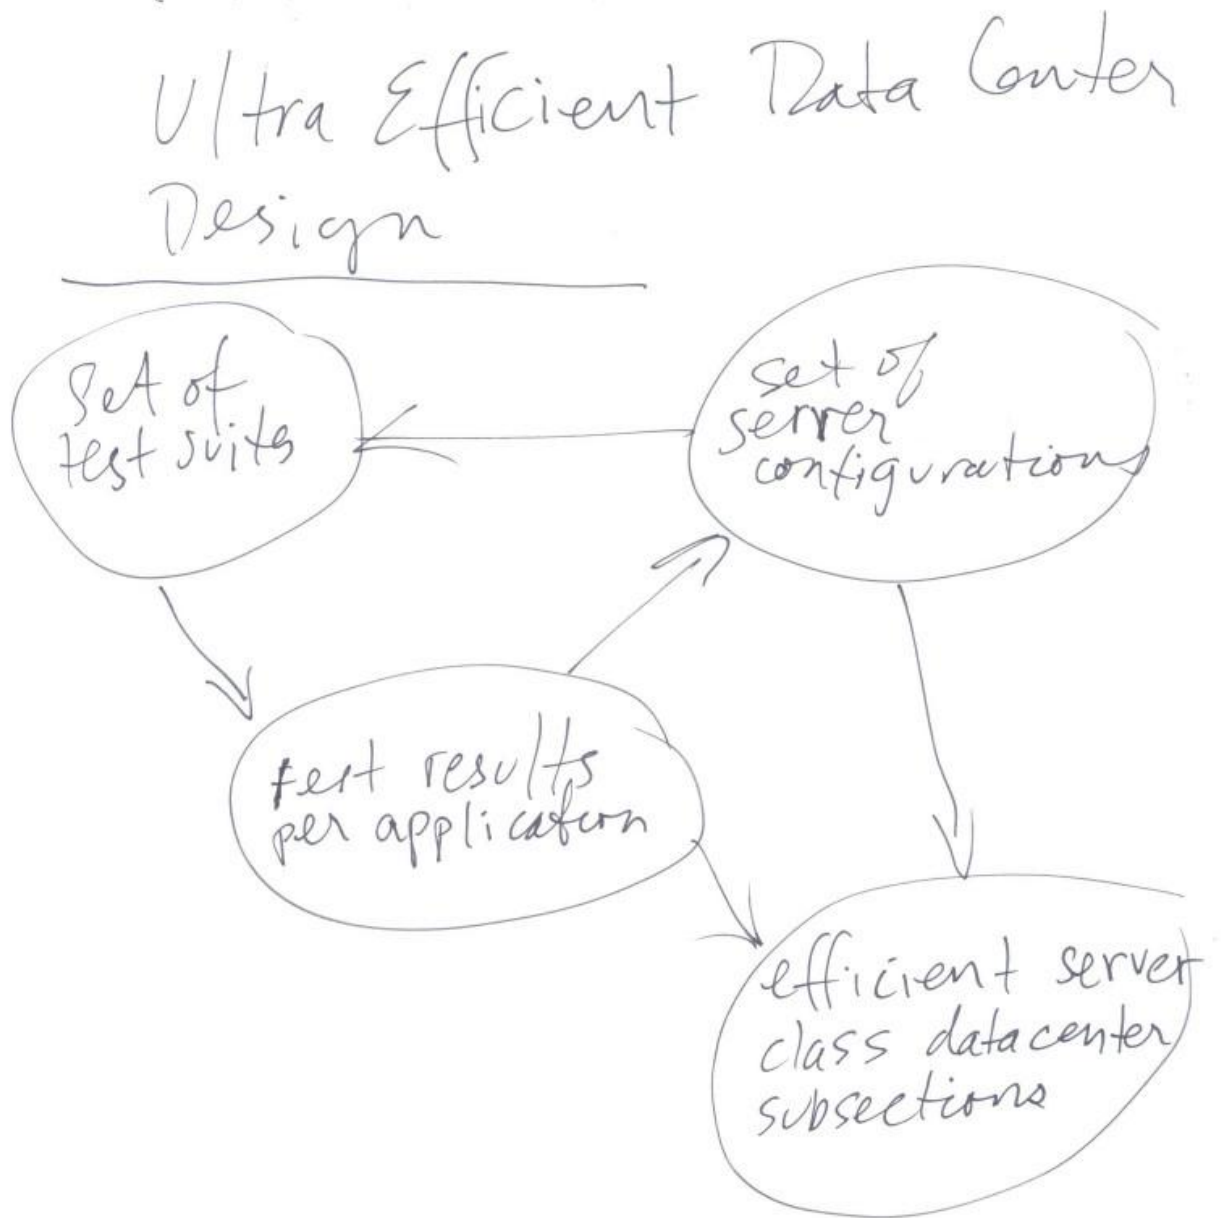 Ultra Efficient Data Center
Design
Set of
test suites
set of
server
configurations
test results
per application
efficient server
class datacenter
subsections